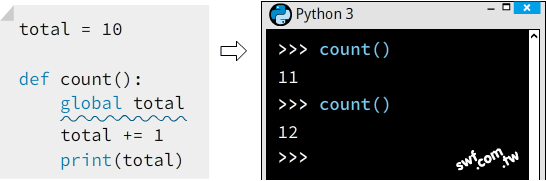 total = 10
def count():
    global total
    total += 1
    print(total)
Python 3
>>> count()
11
>>> count()
12
>>>
swf.com.tw